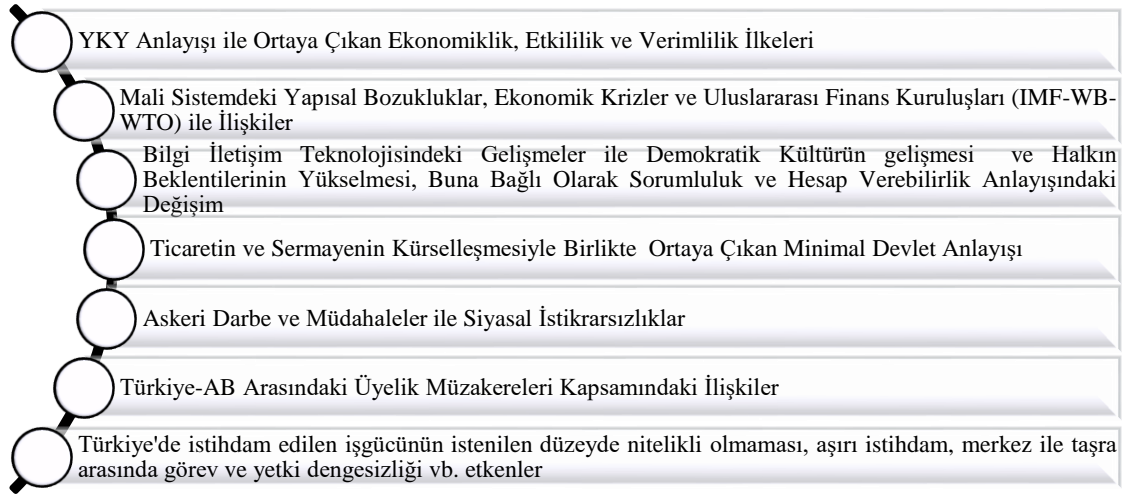 YKY Anlayışı ile Ortaya Çıkan Ekonomiklik, Etkililik ve Verimlilik İlkeleri
Mali Sistemdeki Yapısal Bozukluklar, Ekonomik Krizler ve Uluslararası Finans Kuruluşları (IMF-WB-
WTO) ile İlişkiler
Bilgi İletişim Teknolojisindeki Gelişmeler ile Demokratik Kültürün gelişmesi ve Halkın
Beklentilerinin Yükselmesi, Buna Bağlı Olarak Sorumluluk ve Hesap Verebilirlik Anlayışındaki
Değişim
Ticaretin ve Sermayenin Kürselleşmesiyle Birlikte Ortaya Çıkan Minimal Devlet Anlayışı
Askeri Darbe ve Müdahaleler ile Siyasal İstikrarsızlıklar
Türkiye-AB Arasındaki Üyelik Müzakereleri Kapsamındaki İlişkiler
Türkiye'de istihdam edilen işgücünün istenilen düzeyde nitelikli olmaması, aşırı istihdam, merkez ile taşra
arasında görev ve yetki dengesizliği vb. etkenler